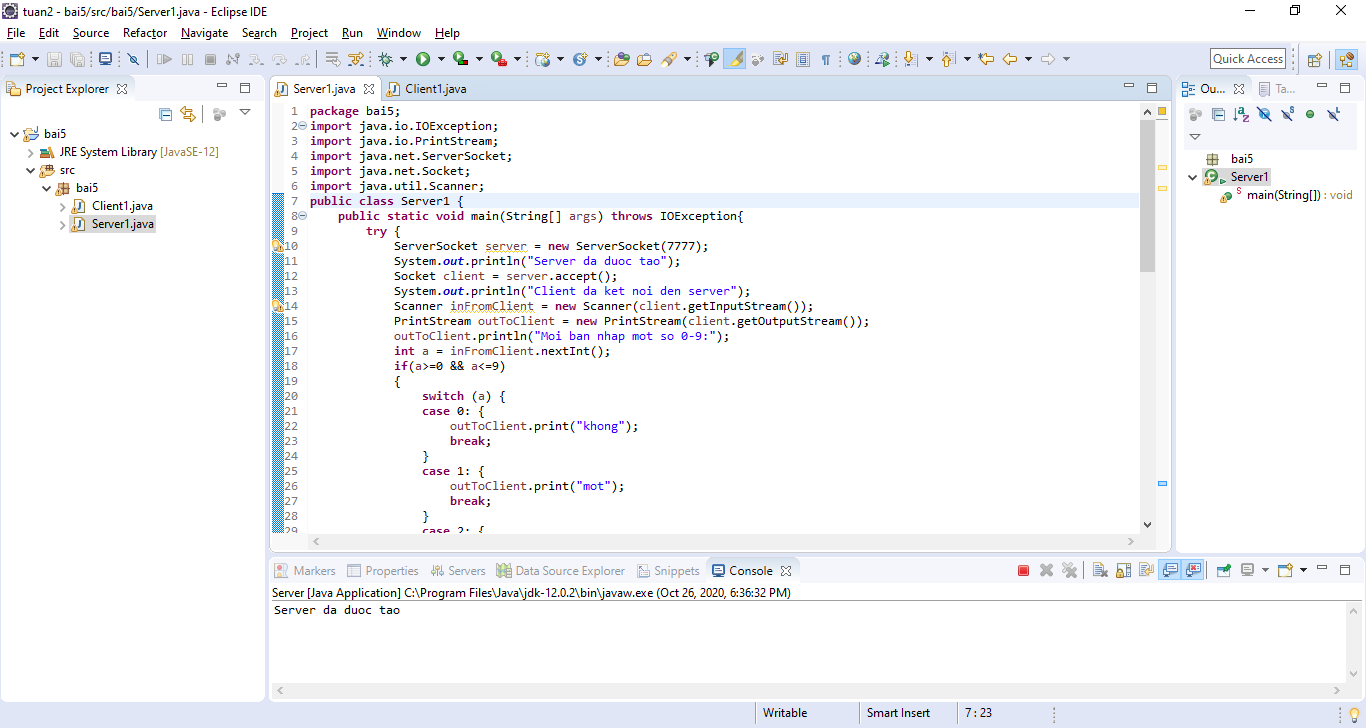 tuan2 - bai5/src/bai5/Server1.java - Eclipse IDE
File Edit Source Refactor Navigate Search Project Run Window Help
Quick Access
Project Explorer
bai5
JRE System Library [JavaSE-12]
src
bai5
Client1.java
Server1.java
Server1.java Client1.java
1 package bai5;
2 import java.io.IOException;
3 import java.io.PrintStream;
4 import java.net.ServerSocket;
5 import java.net.Socket;
6 import java.util.Scanner;
7 public class Server1 {
8 public static void main(String[] args) throws IOException{
9 try {
10 ServerSocket server = new ServerSocket(7777);
11 System.out.println("Server da duoc tao");
12 Socket client = server.accept();
13 System.out.println("Client da ket noi den server");
14 Scanner inFromClient = new Scanner(client.getInputStream());
15 PrintStream outToClient = new PrintStream(client.getOutputStream());
16 outToClient.println("Moi ban nhap mot so 0-9:");
17 int a = inFromClient.nextInt();
18 if(a>=0 && a<=9)
19 {
20 switch (a) {
21 case 0: {
22 outToClient.print("khong");
23 break;
24 }
25 case 1: {
26 outToClient.print("mot");
27 break;
28 }
29 case 2: {
Ou... Ta...
bai5
Server1
main(String[]) : void
Markers Properties Servers Data Source Explorer Snippets Console
Server [Java Application] C:\Program Files\Java\jdk-12.0.2\bin\javaw.exe (Oct 26, 2020, 6:36:32 PM)
Server da duoc tao
Writable Smart Insert 7 : 23